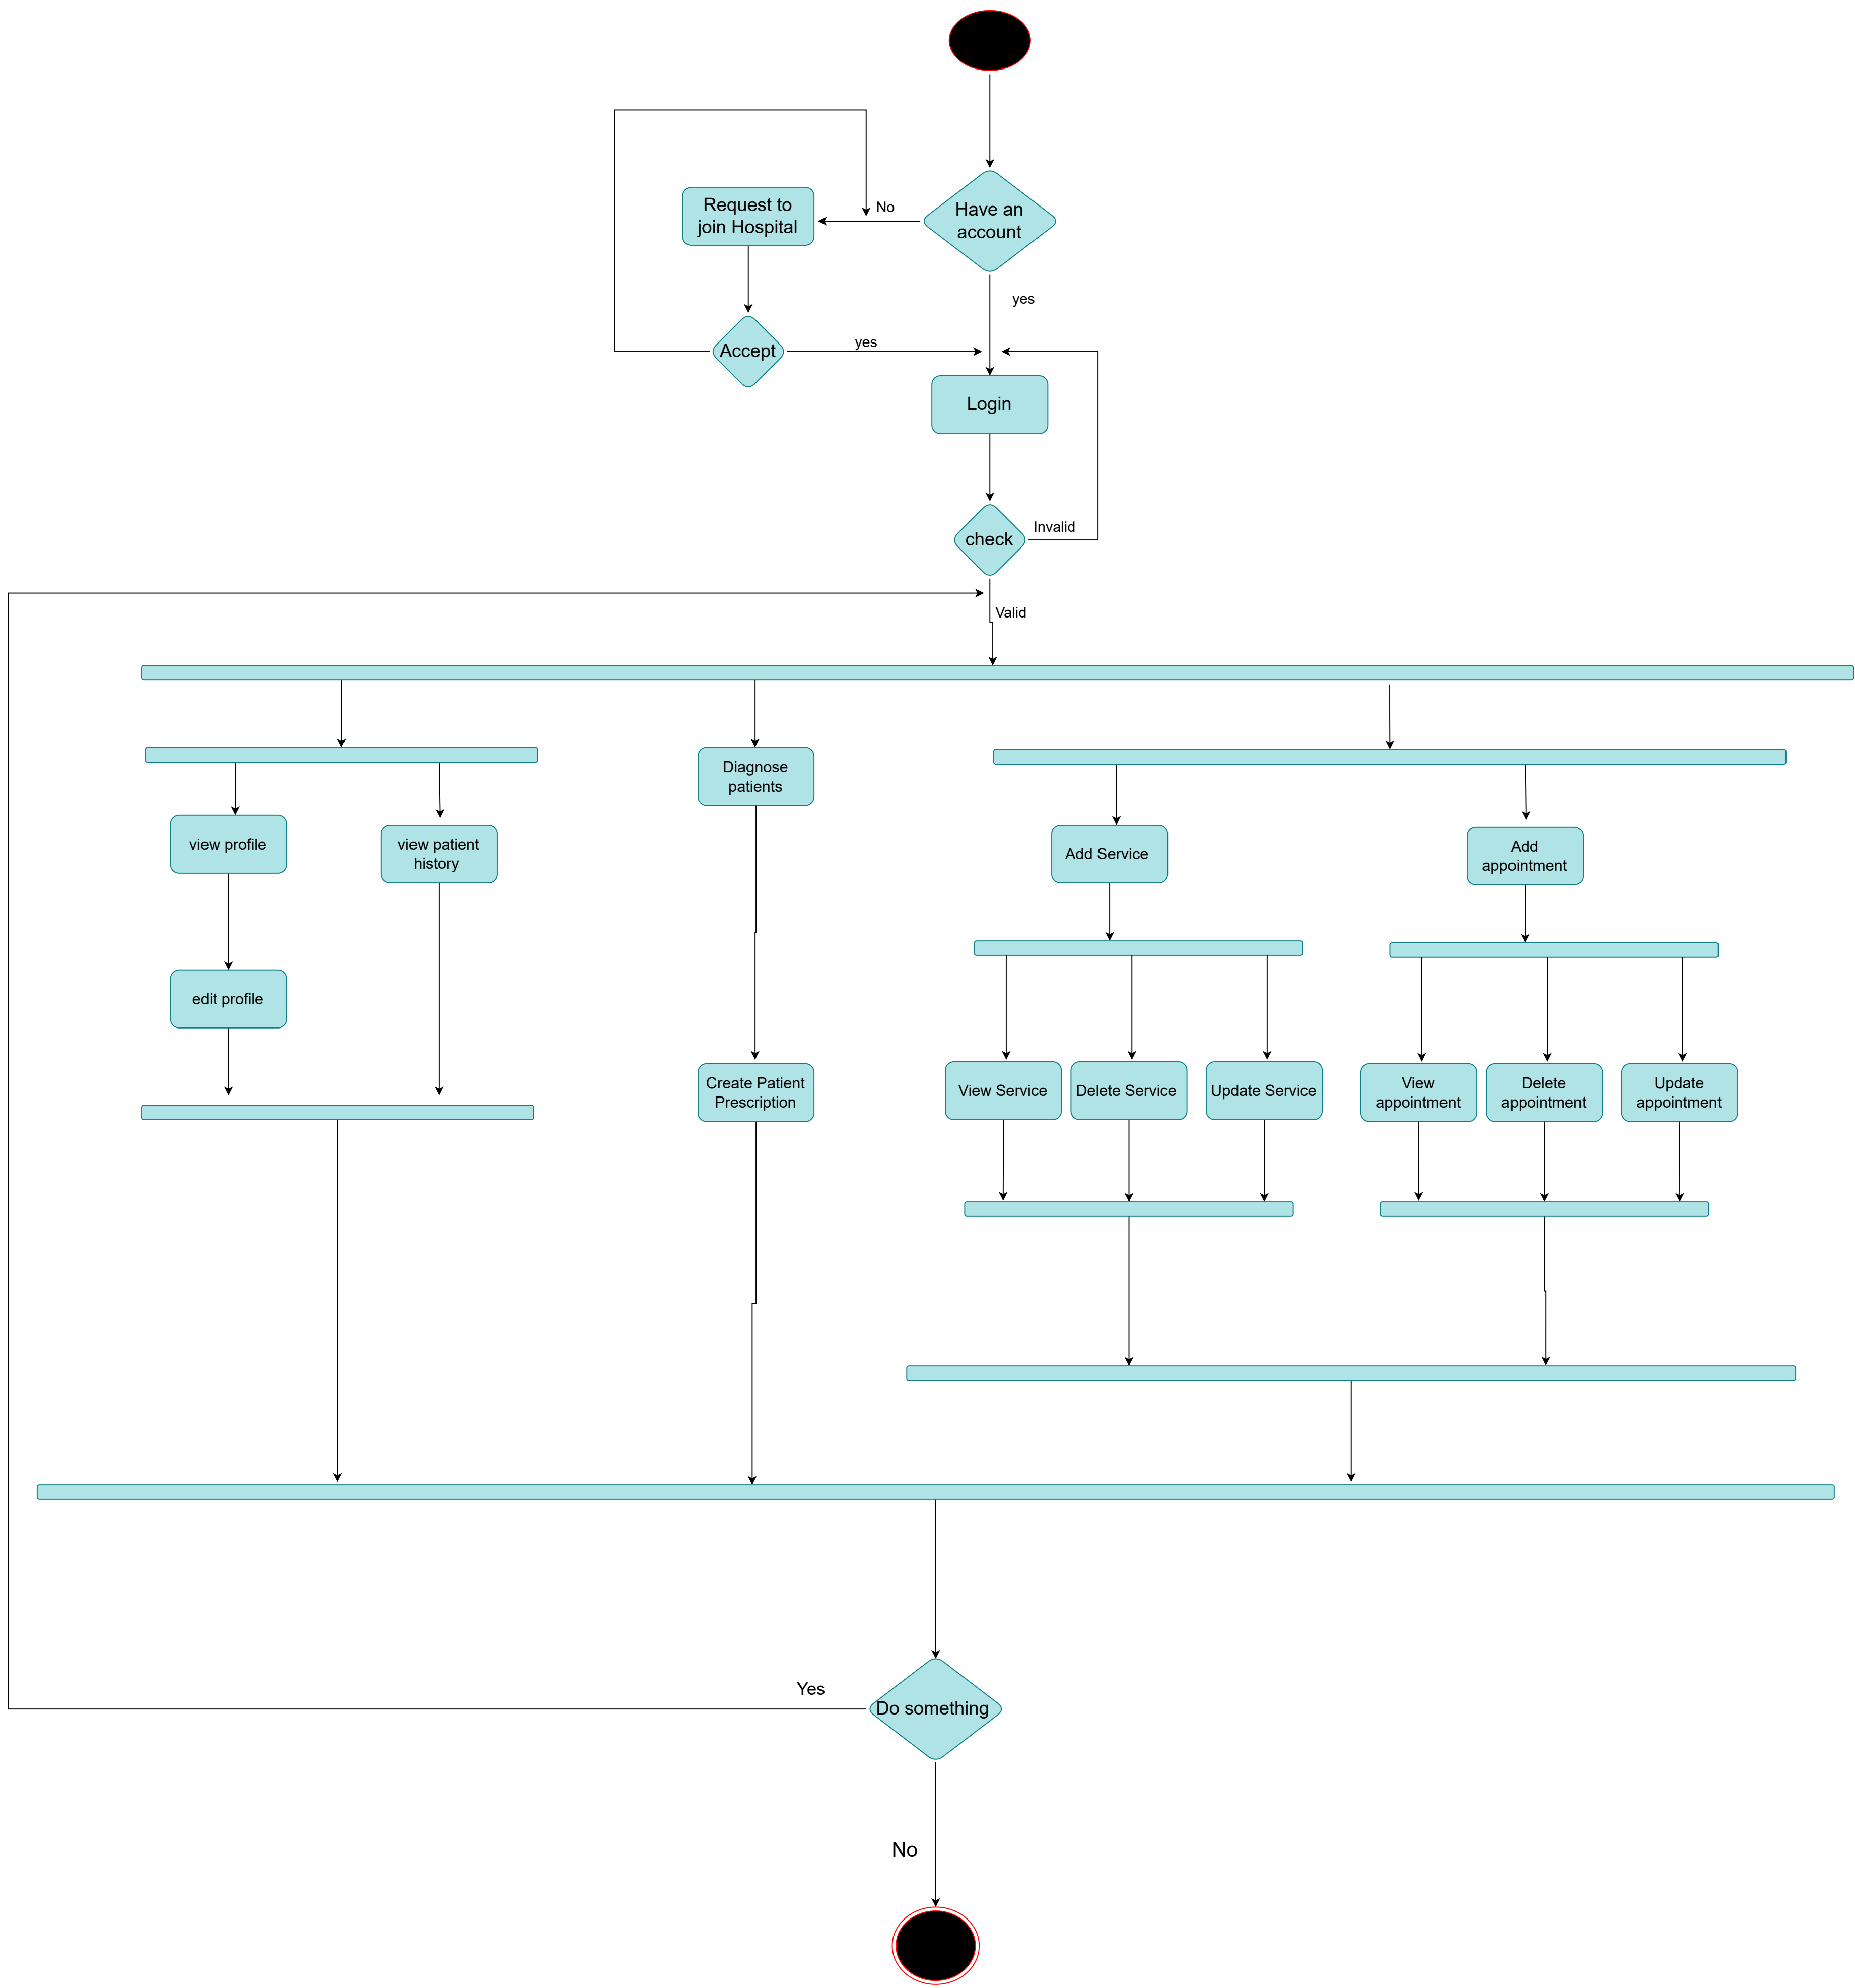 Have an
account
No
Request to
join Hospital
yes
Accept
yes
Login
check
Invalid
Valid
Diagnose
patients
view profile
view patient
history
Add Service
Add
appointment
edit profile
Create Patient
Prescription
View Service
Delete Service
Update Service
View
appointment
Delete
appointment
Update
appointment
Yes
Do something
No